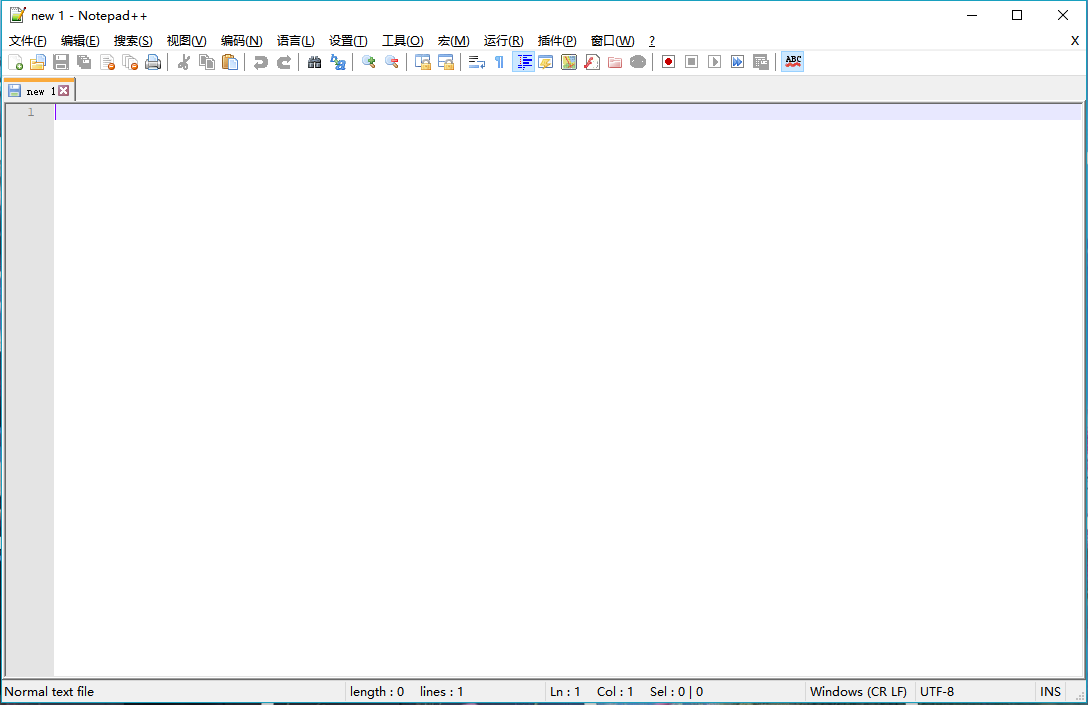 new 1 - Notepad++
文件(F) 编辑(E) 搜索(S) 视图(V) 编码(N) 语言(L) 设置(T) 工具(O) 宏(M) 运行(R) 插件(P) 窗口(W) ? X
ABC
new 1
1
Normal text file length : 0 lines : 1 Ln : 1 Col : 1 Sel : 0 | 0 Windows (CR LF) UTF-8 INS